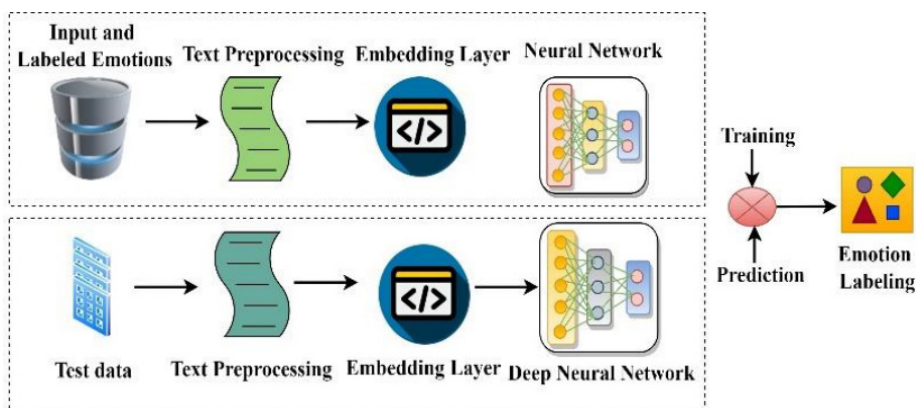 Input and
Labeled Emotions
Text Preprocessing
Embedding Layer
Neural Network
</>
Training
Prediction
Emotion
Labeling
</>
Test data
Text Preprocessing
Embedding Layer
Deep Neural Network